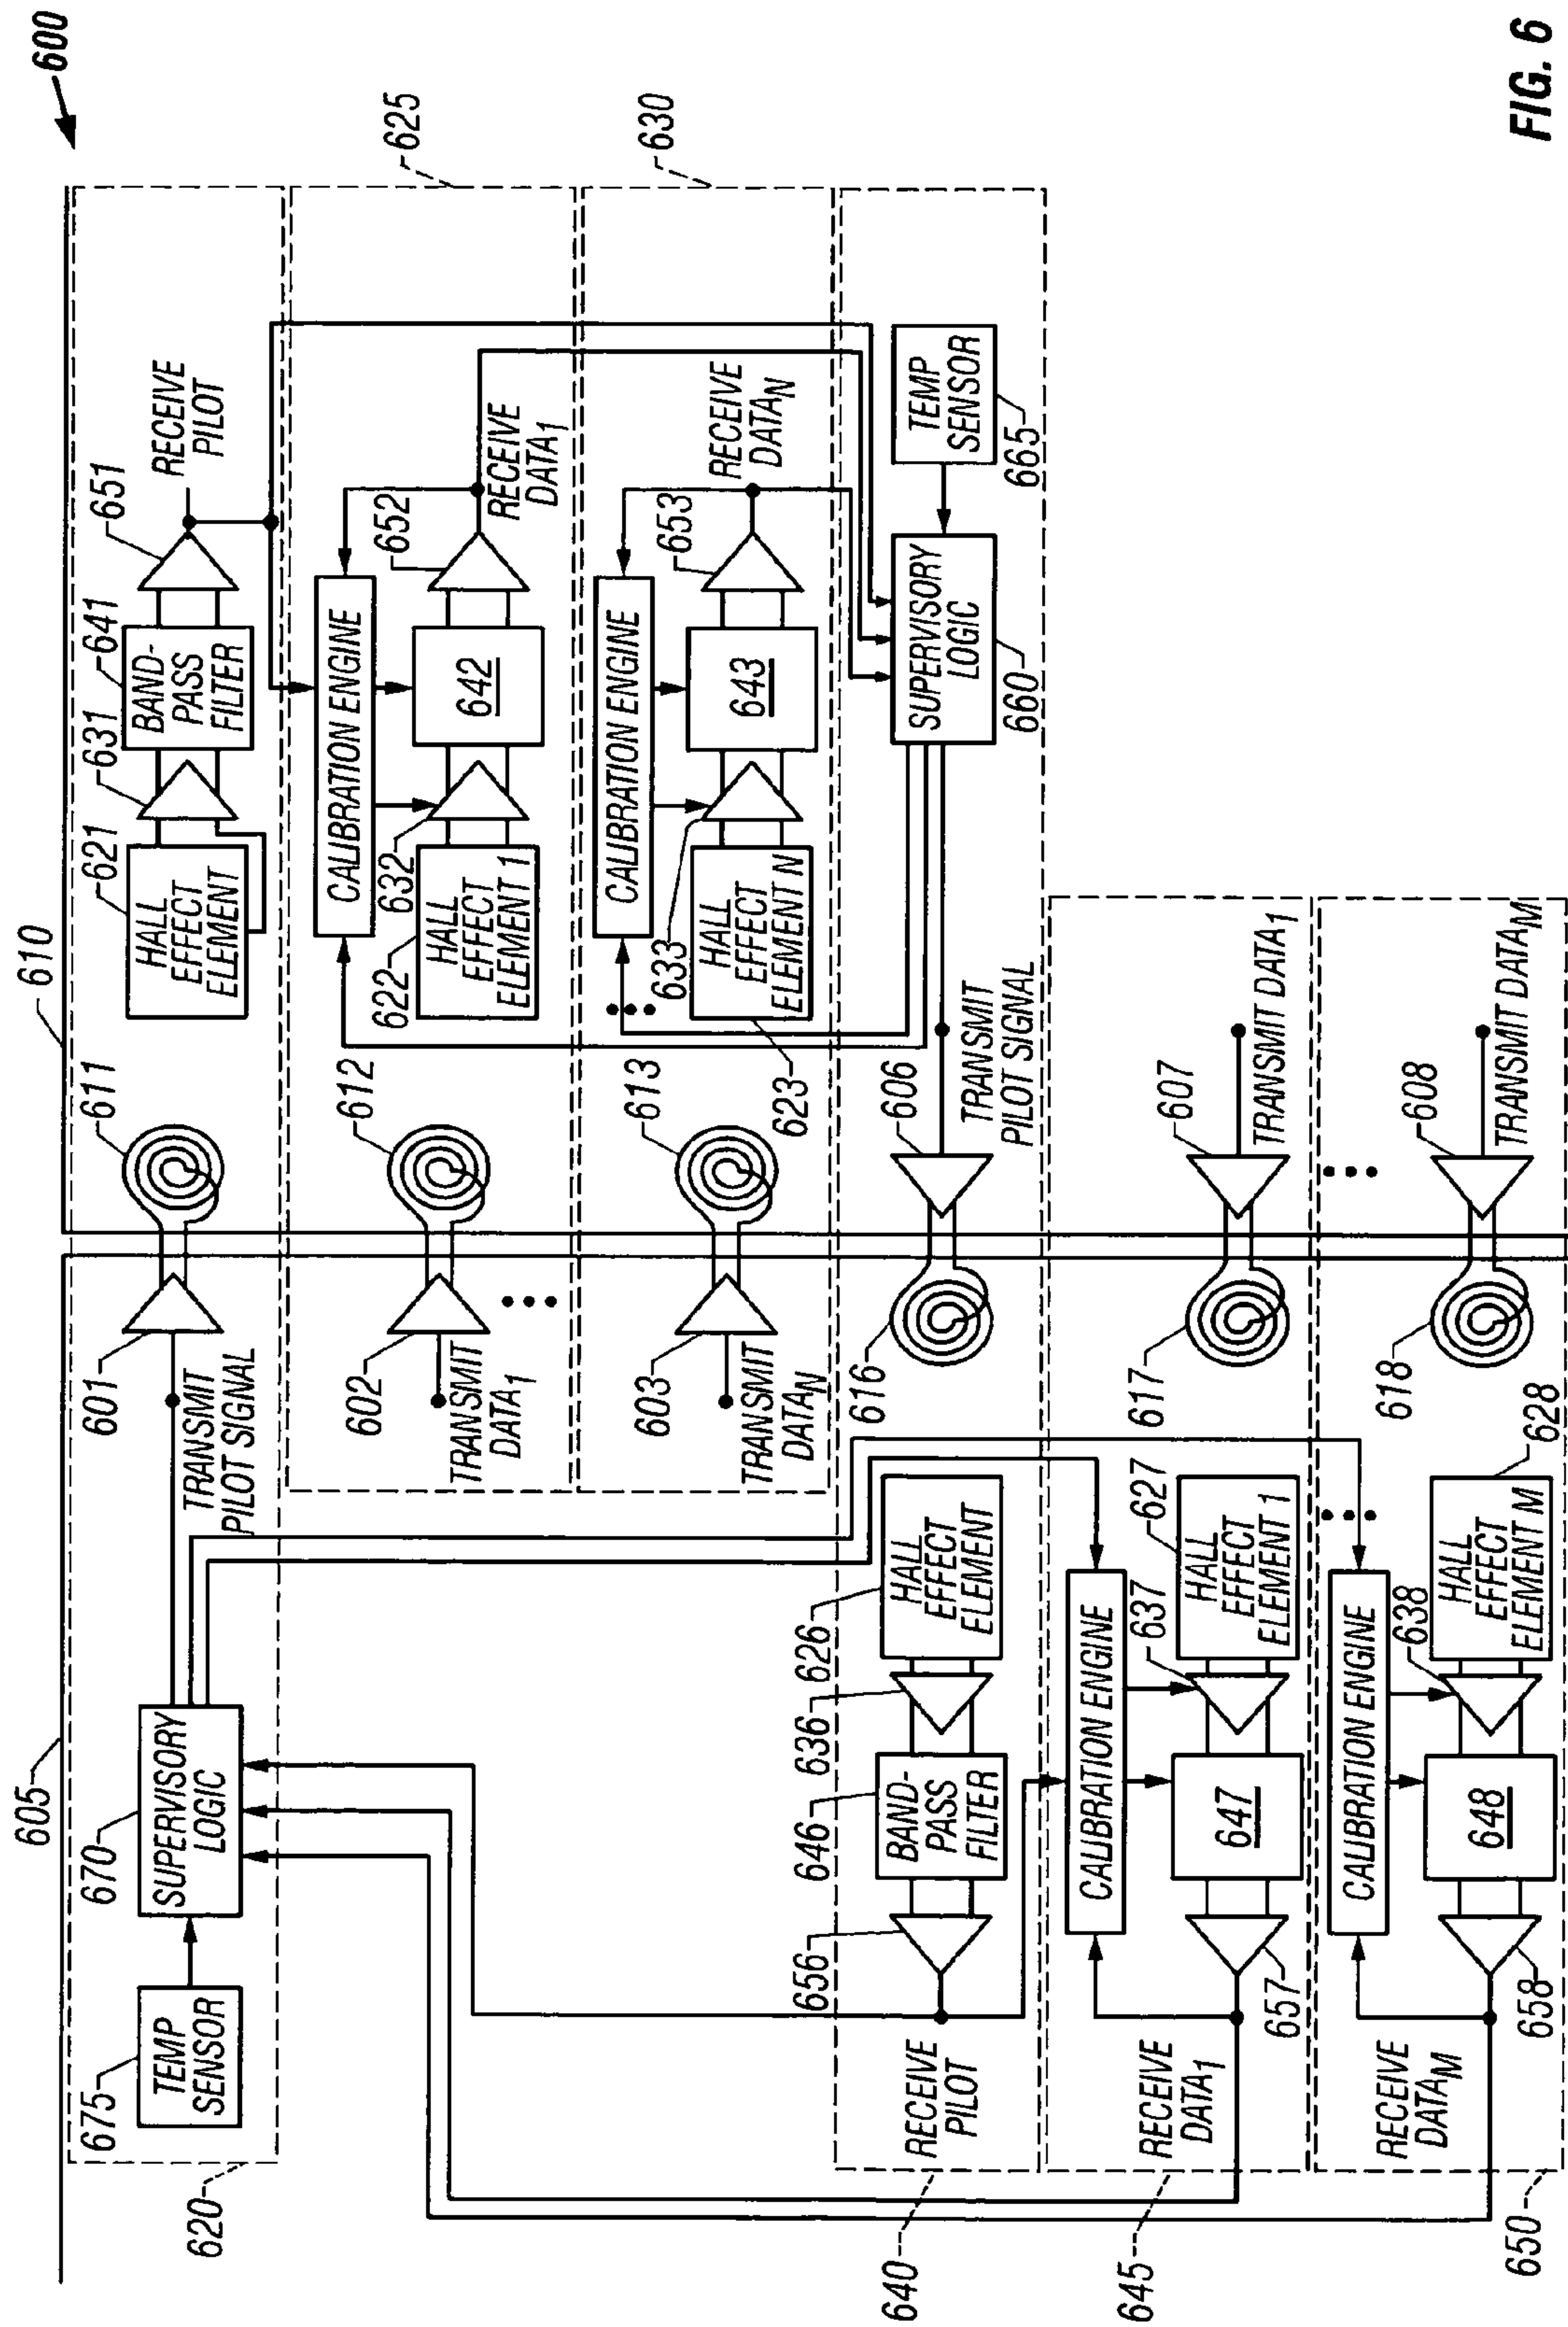 600
610
605
670
SUPERVISORY
LOGIC
675
TEMP
SENSOR
620
601
TRANSMIT
PILOT SIGNAL
611
621
HALL
EFFECT
ELEMENT
631
641
BAND-
PASS
FILTER
651
RECEIVE
PILOT
625
602
TRANSMIT
DATA1
612
CALIBRATION ENGINE
622
HALL
EFFECT
ELEMENT 1
632
642
652
RECEIVE
DATA1
630
603
TRANSMIT
DATAN
613
CALIBRATION ENGINE
623
HALL
EFFECT
ELEMENT N
633
643
653
RECEIVE
DATAN
640
RECEIVE
PILOT
656
646
BAND-
PASS
FILTER
636
626
HALL
EFFECT
ELEMENT
616
606
TRANSMIT
PILOT SIGNAL
SUPERVISORY
LOGIC
660
TEMP
SENSOR
665
645
RECEIVE
DATA1
657
CALIBRATION ENGINE
647
637
627
HALL
EFFECT
ELEMENT 1
617
607
TRANSMIT DATA1
650
RECEIVE
DATAM
658
CALIBRATION ENGINE
648
638
628
HALL
EFFECT
ELEMENT M
618
608
TRANSMIT DATAM
FIG. 6